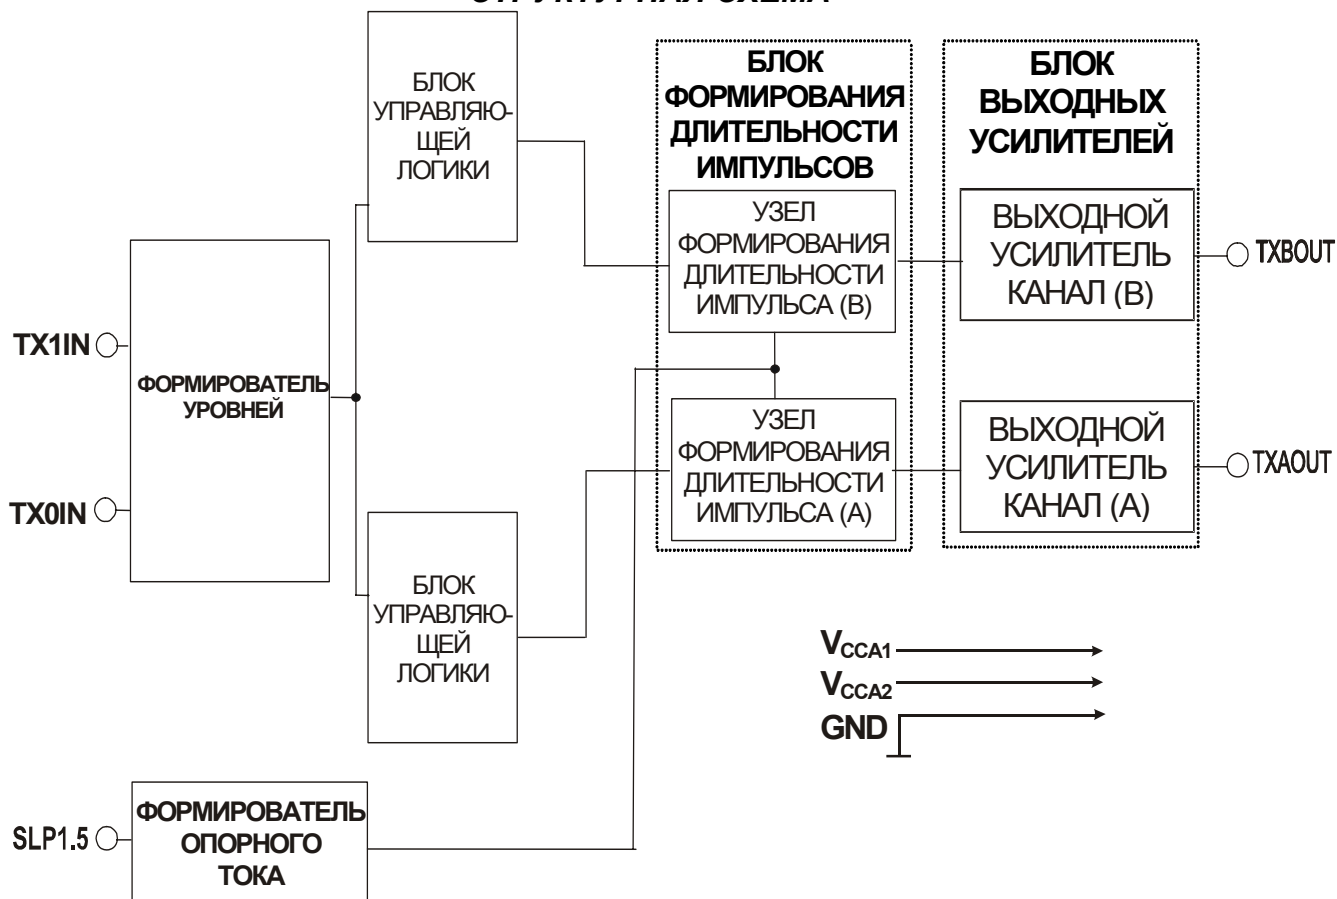 СТРУКТУРНАЯ СХЕМА
БЛОК
УПРАВЛЯЮ-
ЩЕЙ
ЛОГИКИ
БЛОК
ФОРМИРОВАНИЯ
ДЛИТЕЛЬНОСТИ
ИМПУЛЬСОВ
БЛОК
ВЫХОДНЫХ
УСИЛИТЕЛЕЙ
УЗЕЛ
ФОРМИРОВАНИЯ
ДЛИТЕЛЬНОСТИ
ИМПУЛЬСА (В)
ВЫХОДНОЙ
УСИЛИТЕЛЬ
КАНАЛ (В)
TXBOUT
TX1IN
ФОРМИРОВАТЕЛЬ
УРОВНЕЙ
TX0IN
УЗЕЛ
ФОРМИРОВАНИЯ
ДЛИТЕЛЬНОСТИ
ИМПУЛЬСА (А)
ВЫХОДНОЙ
УСИЛИТЕЛЬ
КАНАЛ (А)
TXAOUT
БЛОК
УПРАВЛЯЮ-
ЩЕЙ
ЛОГИКИ
VCCA1
VCCA2
GND
SLP1.5
ФОРМИРОВАТЕЛЬ
ОПОРНОГО
ТОКА